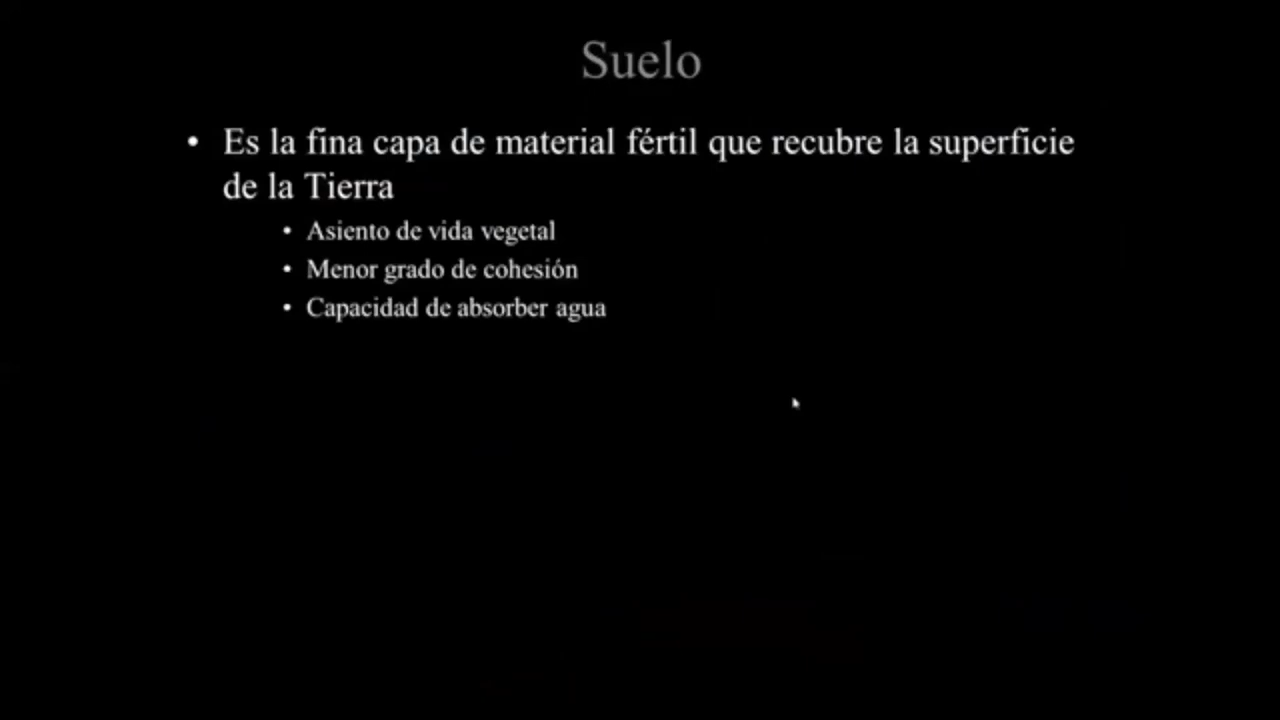 Suelo
• Es la fina capa de material fértil que recubre la superficie
de la Tierra
• Asiento de vida vegetal
• Menor grado de cohesión
• Capacidad de absorber agua